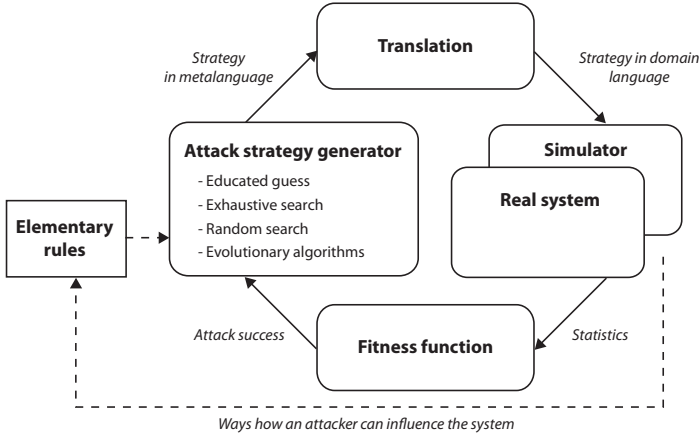 Translation
Strategy
in metalanguage
Strategy in domain
language
Attack strategy generator
- Educated guess
- Exhaustive search
- Random search
- Evolutionary algorithms
Simulator
Real system
Elementary
rules
Attack success
Fitness function
Statistics
Ways how an attacker can influence the system